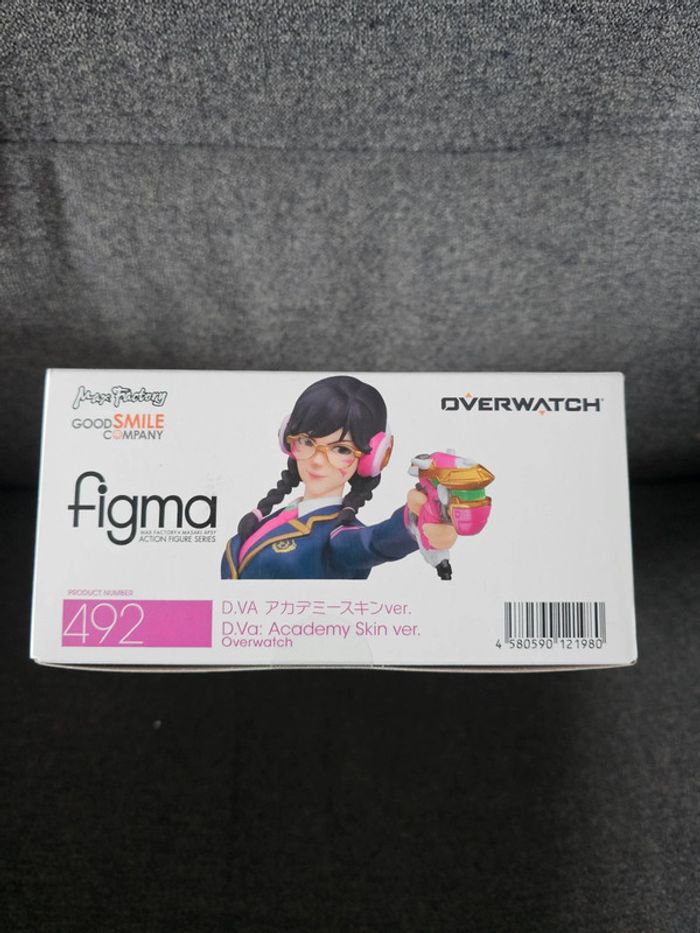 Max Factory
GOOD SMILE
COMPANY
OVERWATCH
figma
MAX FACTORY × MASAKI APSY
ACTION FIGURE SERIES
PRODUCT NUMBER
492
D.VA アカデミースキンver.
D.Va: Academy Skin ver.
Overwatch
4 580590 121980